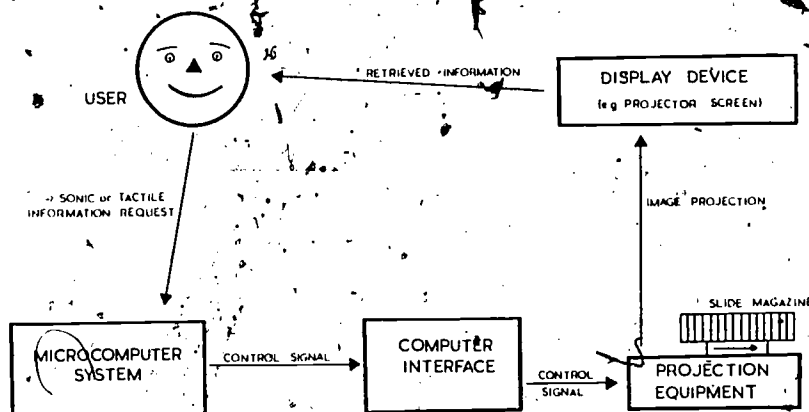 USER
RETRIEVED INFORMATION
DISPLAY DEVICE
(e g PROJECTOR SCREEN)
SONIC or TACTILE
INFORMATION REQUEST
IMAGE PROJECTION
SLIDE MAGAZINE
MICROCOMPUTER
SYSTEM
CONTROL SIGNAL
COMPUTER
INTERFACE
CONTROL
SIGNAL
PROJECTION
EQUIPMENT